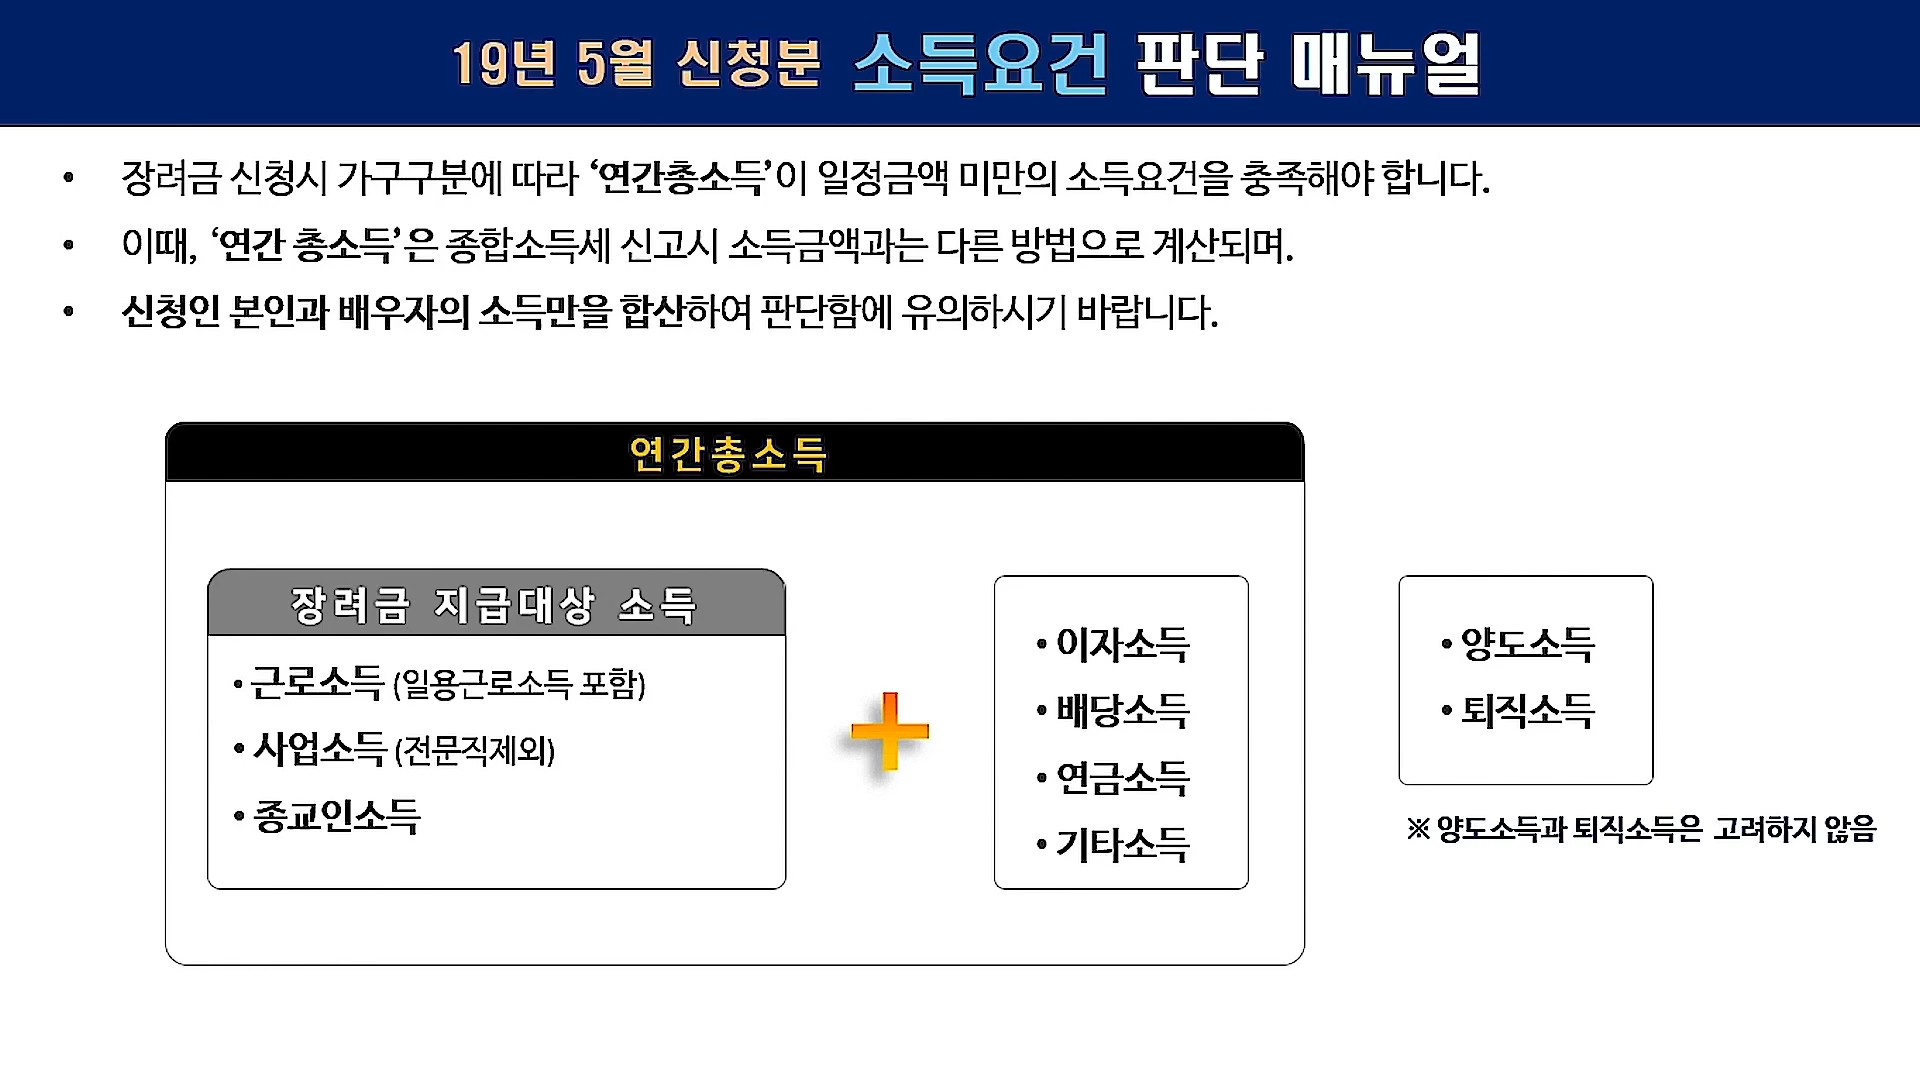 19년 5월 신청분 소득요건 판단 매뉴얼
• 장려금 신청시 가구구분에 따라 ‘연간총소득’이 일정금액 미만의 소득요건을 충족해야 합니다.
• 이때, ‘연간 총소득’은 종합소득세 신고시 소득금액과는 다른 방법으로 계산되며.
• 신청인 본인과 배우자의 소득만을 합산하여 판단함에 유의하시기 바랍니다.
연간총소득
장려금 지급대상 소득
• 근로소득 (일용근로소득 포함)
• 사업소득 (전문직제외)
• 종교인소득
+
• 이자소득
• 배당소득
• 연금소득
• 기타소득
• 양도소득
• 퇴직소득
※ 양도소득과 퇴직소득은 고려하지 않음